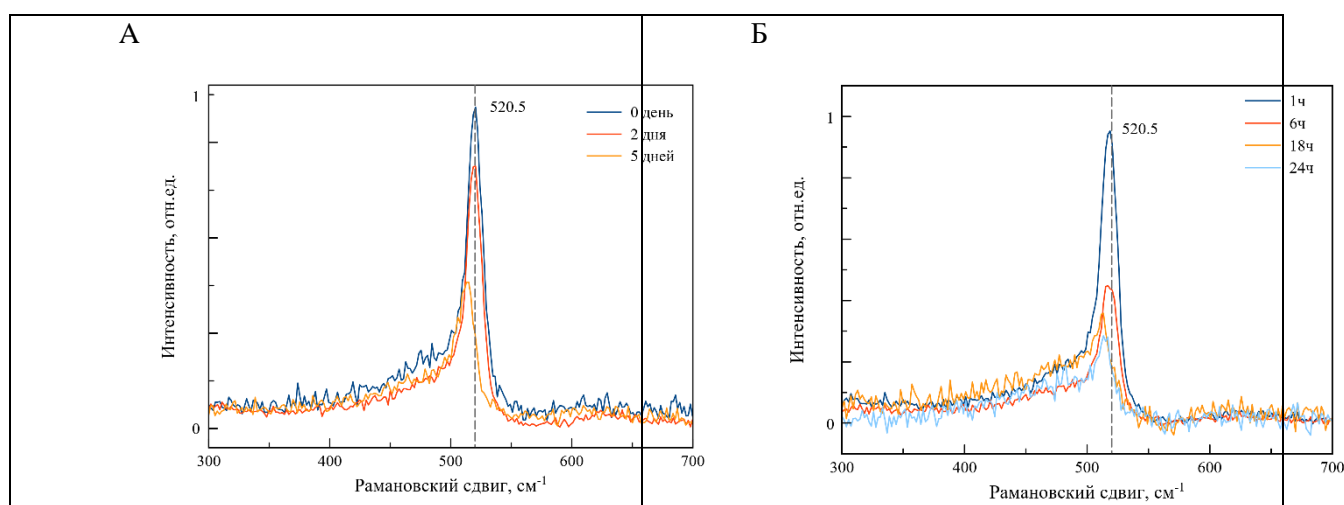 А
1
520.5
0 день
2 дня
5 дней
Интенсивность, отн.ед.
0
300
400
500
600
700
Рамановский сдвиг, см⁻¹
Б
1
520.5
1ч
6ч
18ч
24ч
Интенсивность, отн.ед.
0
300
400
500
600
700
Рамановский сдвиг, см⁻¹